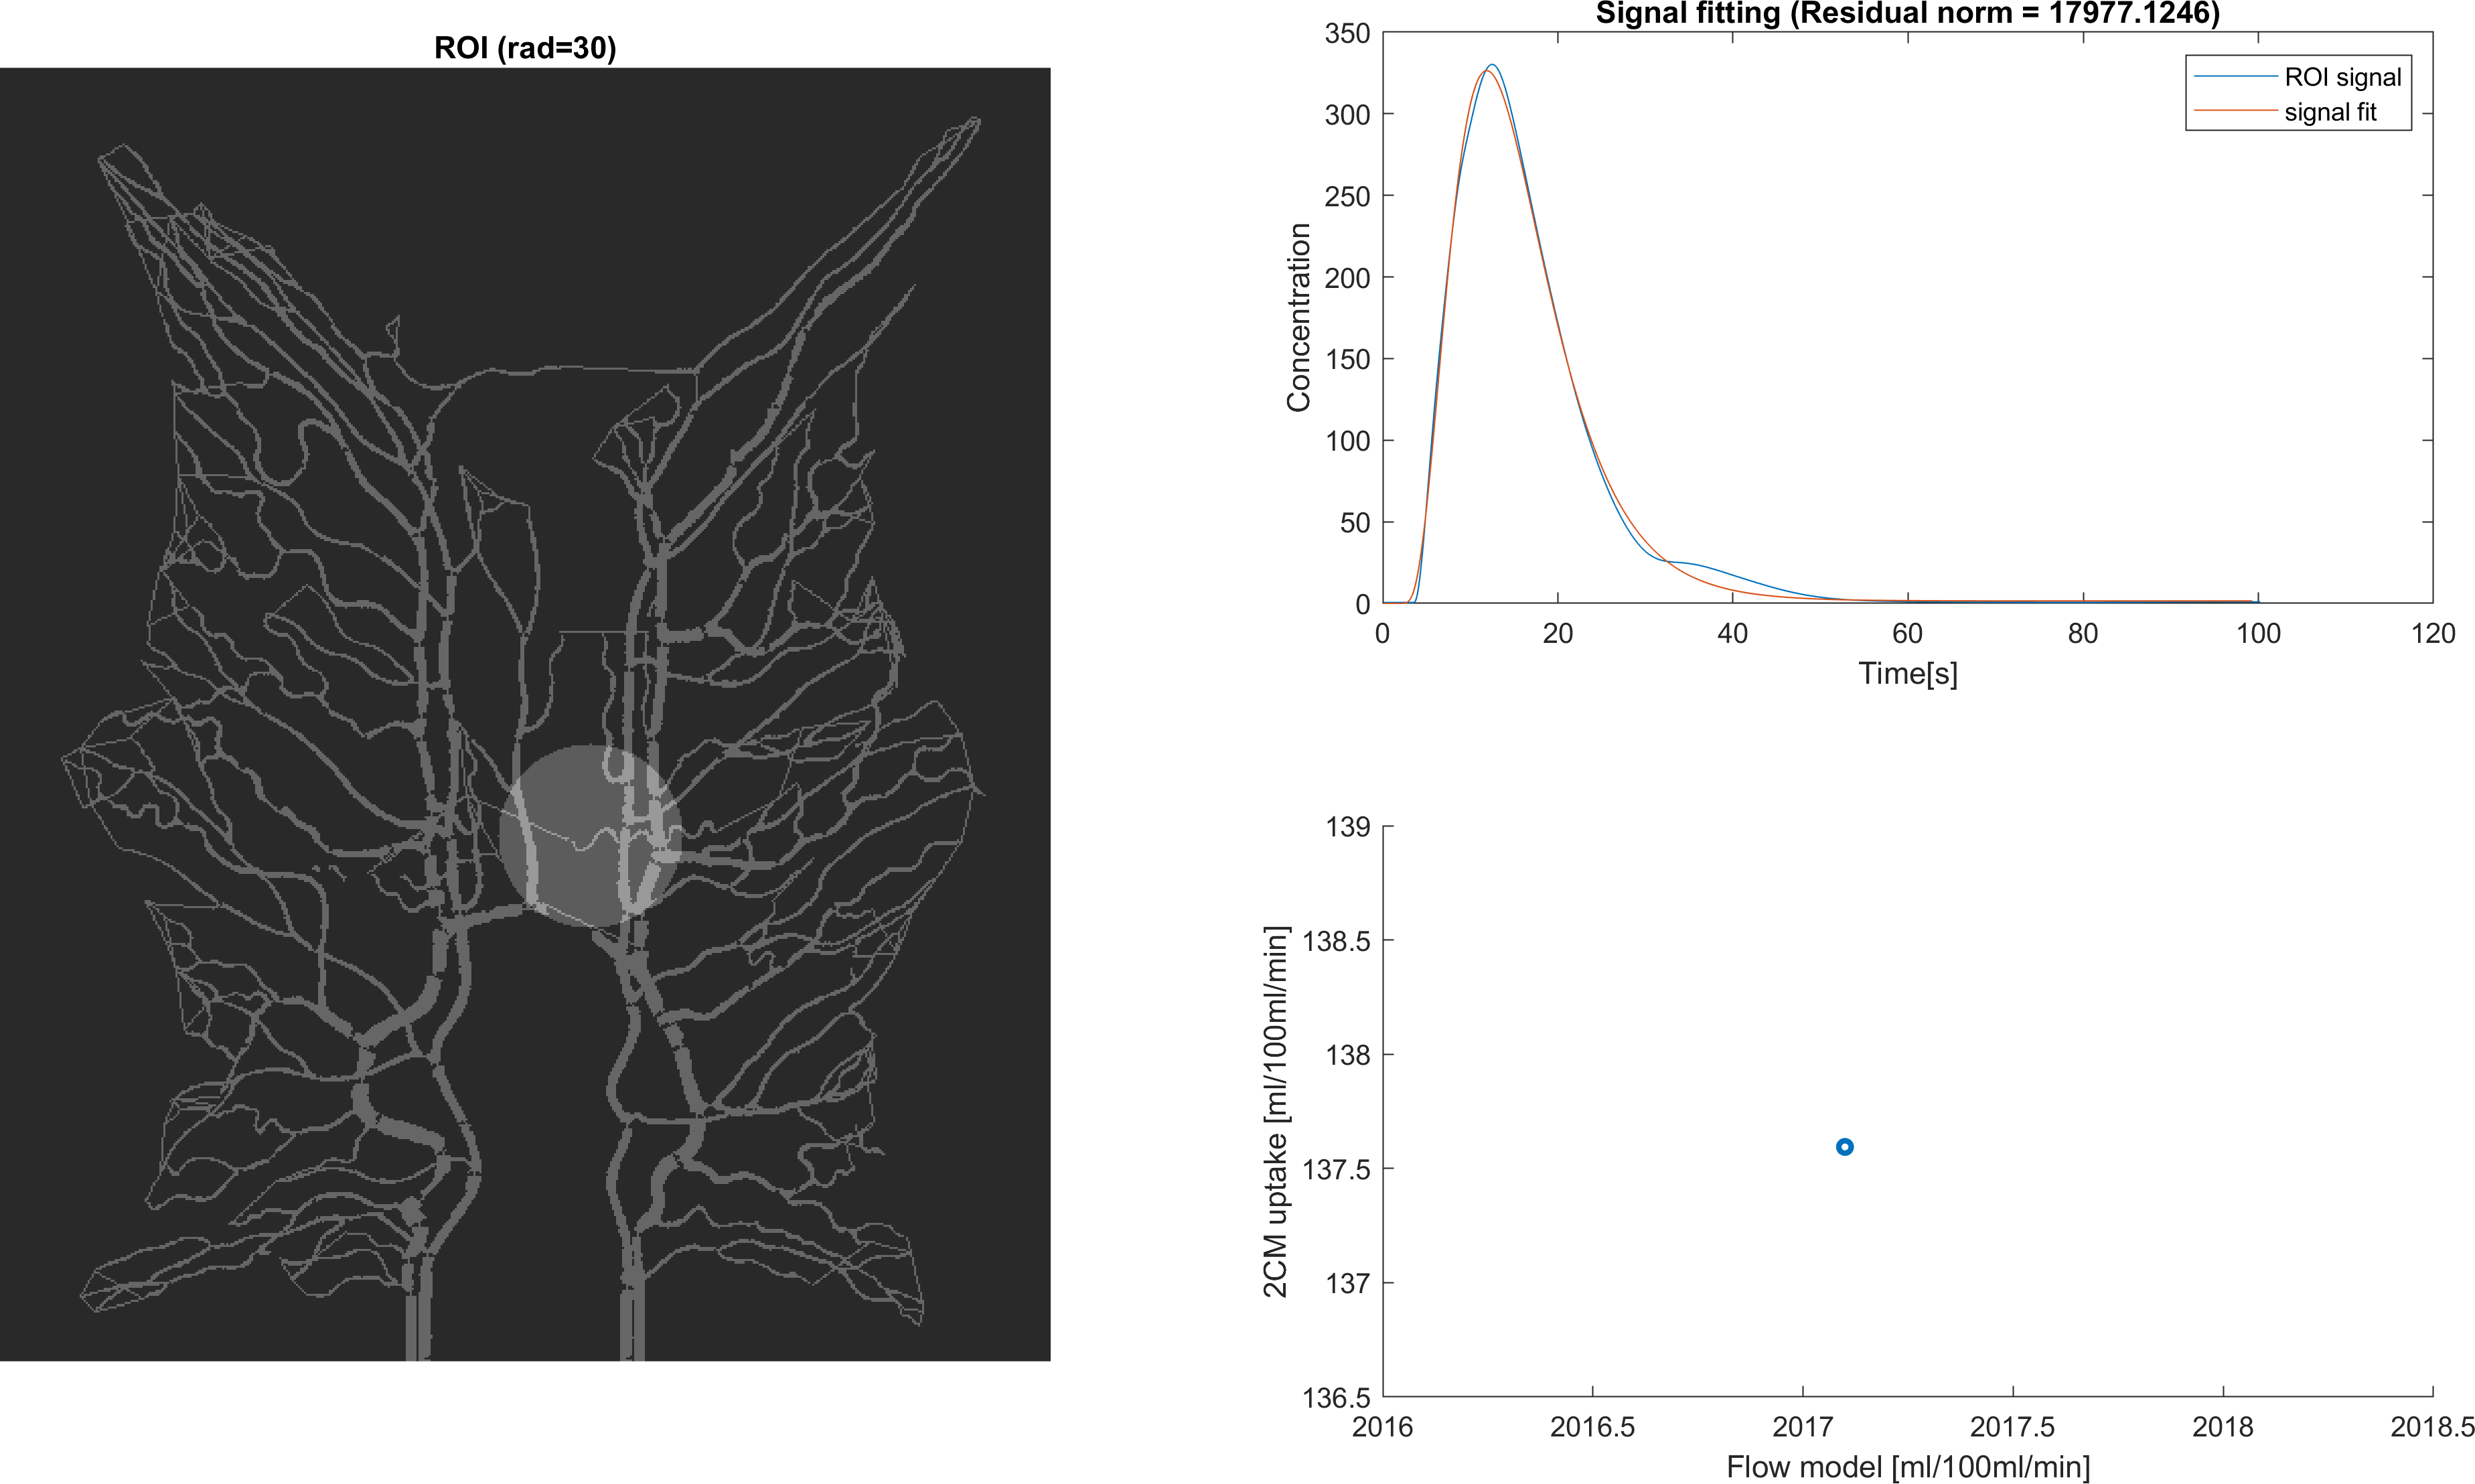 ROI (rad=30)
Signal fitting (Residual norm = 17977.1246)
350
300
250
200
150
100
50
0
Concentration
ROI signal
signal fit
0 20 40 60 80 100 120
Time[s]
139
138.5
138
137.5
137
136.5
2CM uptake [ml/100ml/min]
2016 2016.5 2017 2017.5 2018 2018.5
Flow model [ml/100ml/min]